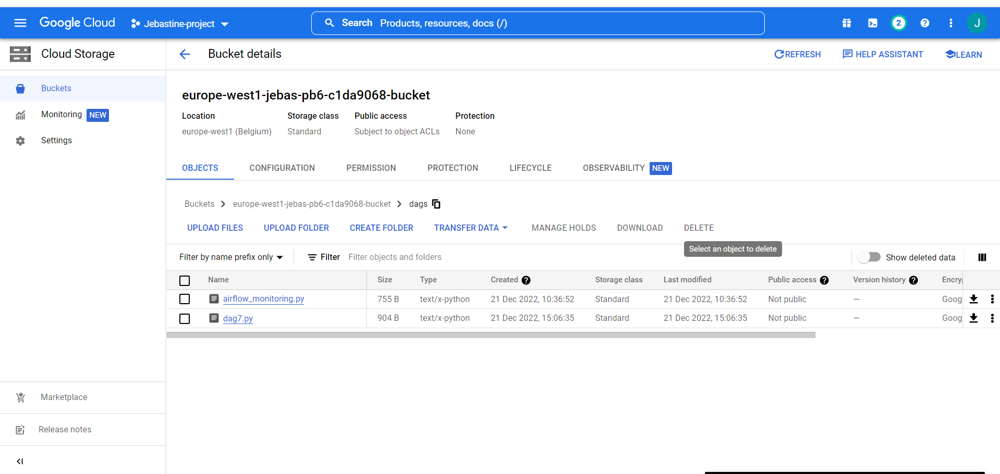 Google Cloud Jebastine-project Search Products, resources, docs (/) 2 J
Cloud Storage Bucket details REFRESH HELP ASSISTANT LEARN
Buckets
Monitoring NEW
Settings
Marketplace
Release notes
europe-west1-jebas-pb6-c1da9068-bucket
Location Storage class Public access Protection
europe-west1 (Belgium) Standard Subject to object ACLs None
OBJECTS CONFIGURATION PERMISSION PROTECTION LIFECYCLE OBSERVABILITY NEW
Buckets europe-west1-jebas-pb6-c1da9068-bucket dags
UPLOAD FILES UPLOAD FOLDER CREATE FOLDER TRANSFER DATA MANAGE HOLDS DOWNLOAD DELETE
Select an object to delete
Filter by name prefix only Filter Filter objects and folders Show deleted data
Name Size Type Created Storage class Last modified Public access Version history Encry
airflow_monitoring.py 755 B text/x-python 21 Dec 2022, 10:36:52 Standard 21 Dec 2022, 10:36:52 Not public — Goog
dag7.py 904 B text/x-python 21 Dec 2022, 15:06:35 Standard 21 Dec 2022, 15:06:35 Not public — Goog